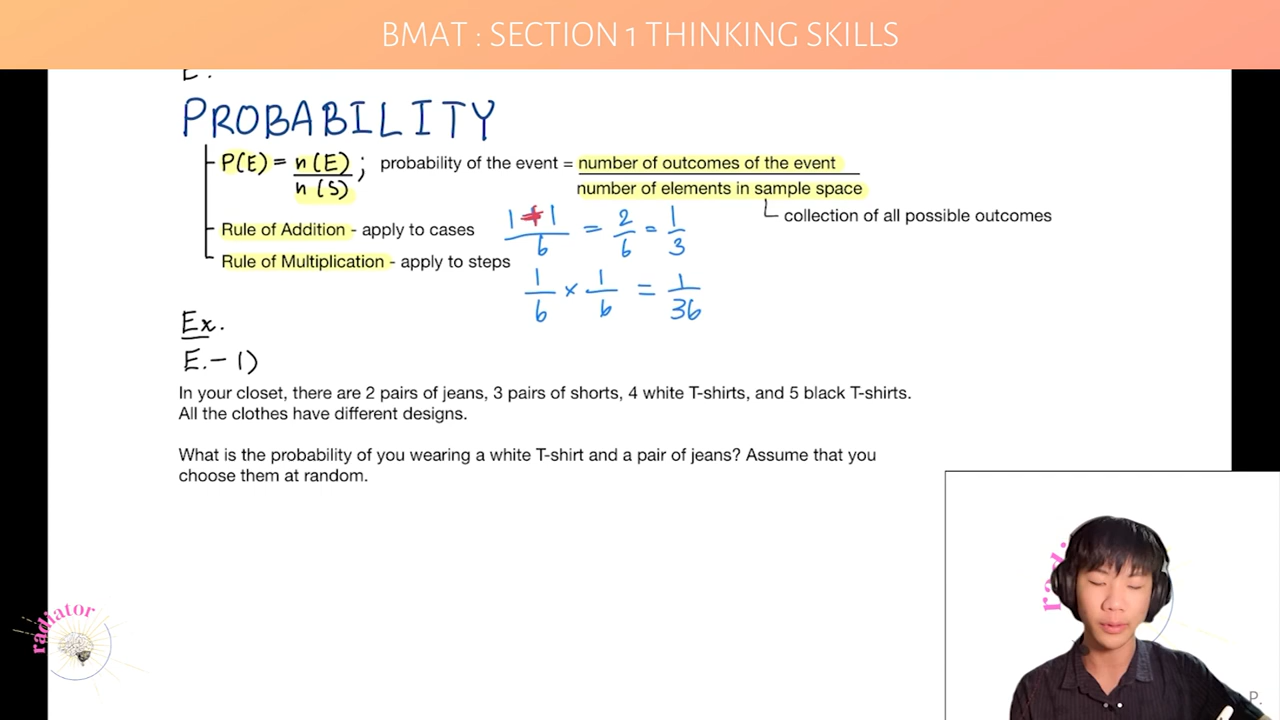 BMAT : SECTION 1 THINKING SKILLS
E.
PROBABILITY
P(E) = n(E) / n(S) ; probability of the event = number of outcomes of the event
number of elements in sample space
collection of all possible outcomes
Rule of Addition - apply to cases
1 + 1 / 6 = 2/6 = 1/3
Rule of Multiplication - apply to steps
1/6 × 1/6 = 1/36
Ex.
E.-1)
In your closet, there are 2 pairs of jeans, 3 pairs of shorts, 4 white T-shirts, and 5 black T-shirts.
All the clothes have different designs.
What is the probability of you wearing a white T-shirt and a pair of jeans? Assume that you
choose them at random.
radiator
rad
P.